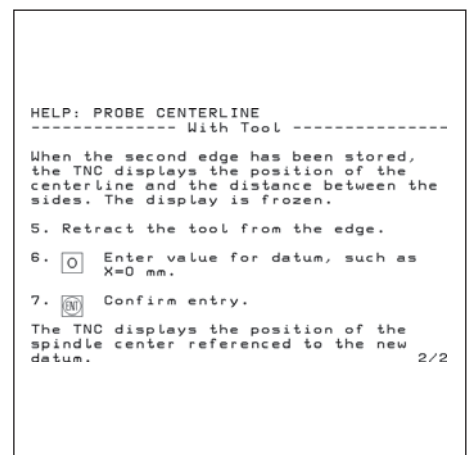 HELP: PROBE CENTERLINE
-------------- With Tool ---------------
When the second edge has been stored,
the TNC displays the position of the
centerline and the distance between the
sides. The display is frozen.
5. Retract the tool from the edge.
6. 0 Enter value for datum, such as
X=0 mm.
7. ENT Confirm entry.
The TNC displays the position of the
spindle center referenced to the new
datum. 2/2